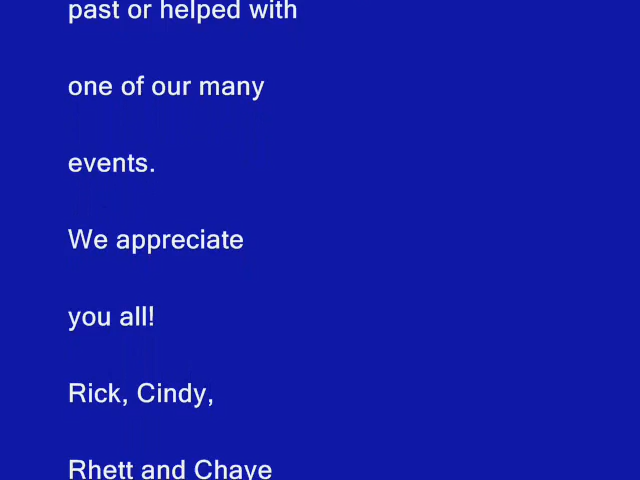 past or helped with
one of our many
events.
We appreciate
you all!
Rick, Cindy,
Rhett and Chaye